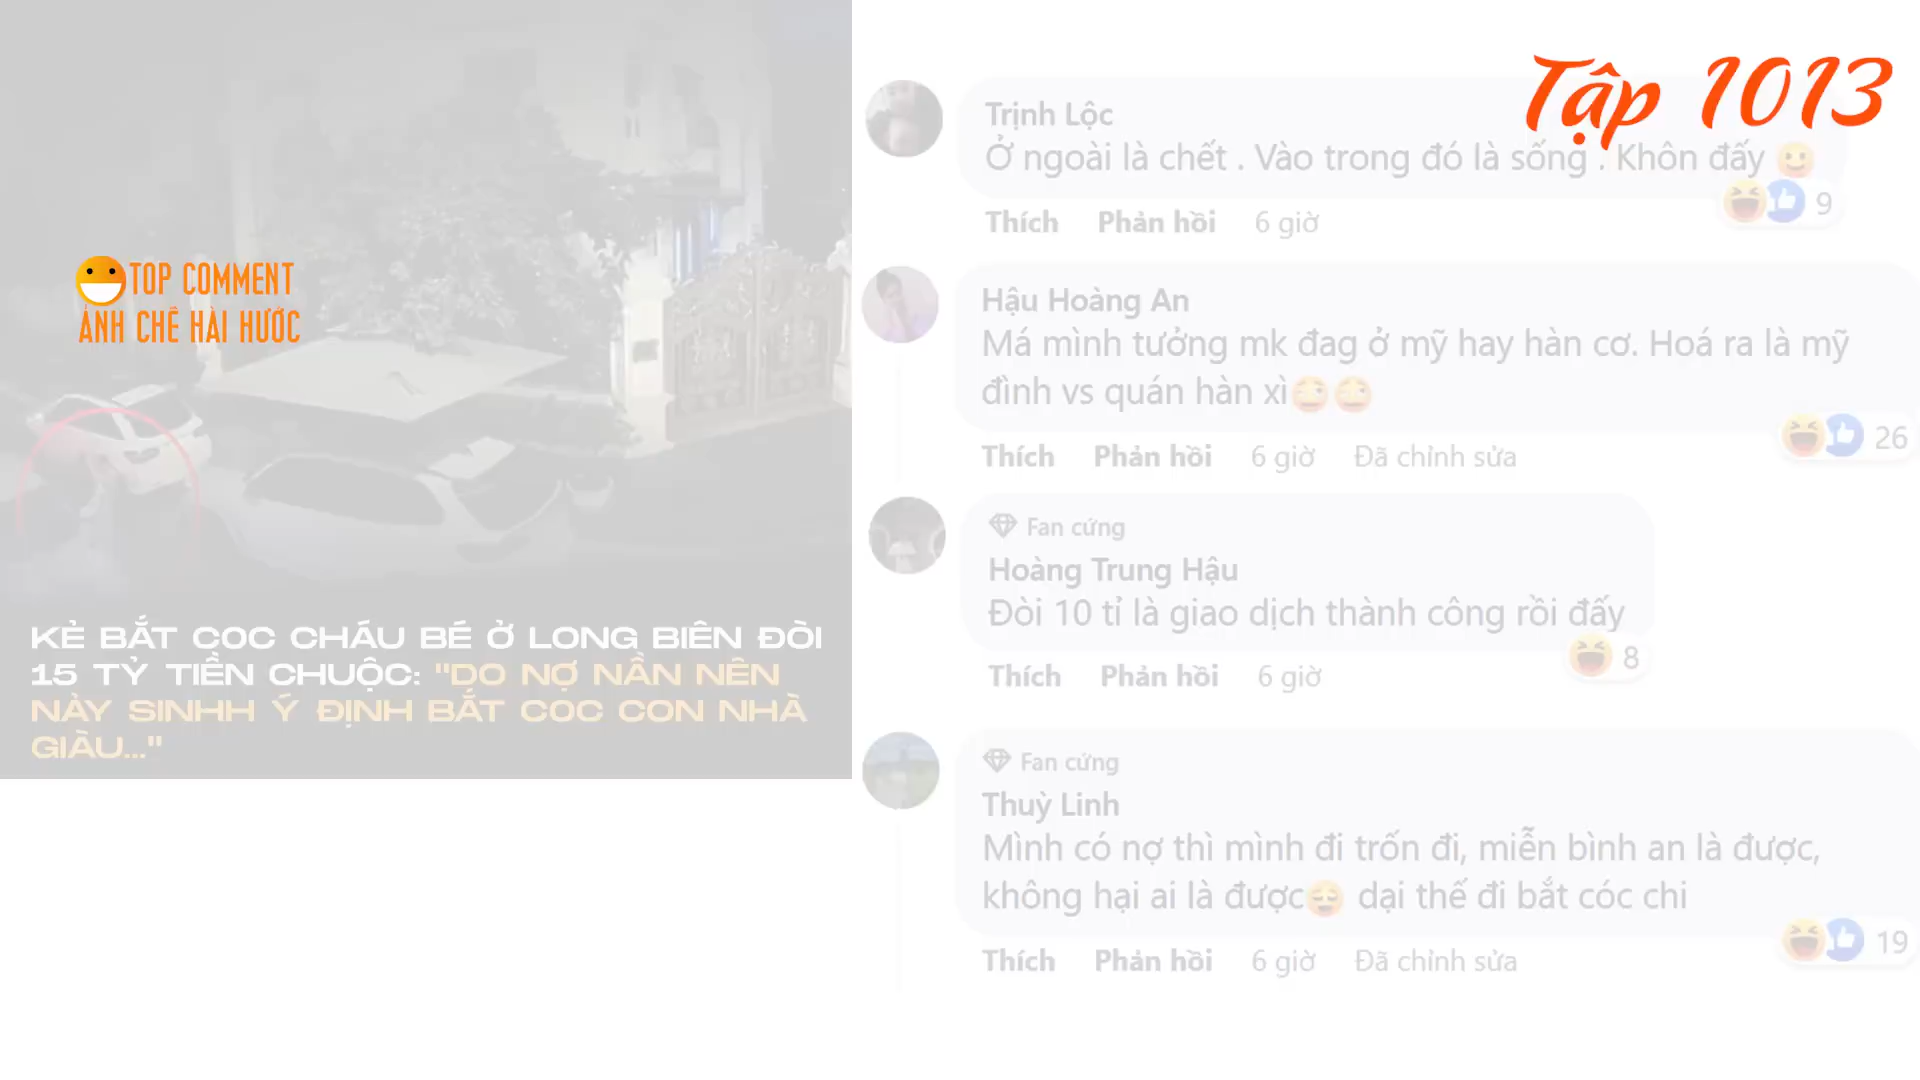 Tập 1013
TOP COMMENT
ẢNH CHẾ HÀI HƯỚC
KẺ BẮT COC CHÁU BÉ Ở LONG BIÊN ĐÒI
15 TỶ TIỀN CHUỘC: "DO NỢ NẦN NÊN
NẢY SINHH Ý ĐỊNH BẮT COC CON NHÀ
GIÀU..."
Trịnh Lộc
Ở ngoài là chết . Vào trong đó là sống . Khôn đấy
9
Thích Phản hồi 6 giờ
Hậu Hoàng An
Má mình tưởng mk đag ở mỹ hay hàn cơ. Hoá ra là mỹ
đình vs quán hàn xì
26
Thích Phản hồi 6 giờ Đã chỉnh sửa
Fan cứng
Hoàng Trung Hậu
Đòi 10 tỉ là giao dịch thành công rồi đấy
8
Thích Phản hồi 6 giờ
Fan cứng
Thuỳ Linh
Mình có nợ thì mình đi trốn đi, miễn bình an là được,
không hại ai là được dại thế đi bắt cóc chi
19
Thích Phản hồi 6 giờ Đã chỉnh sửa